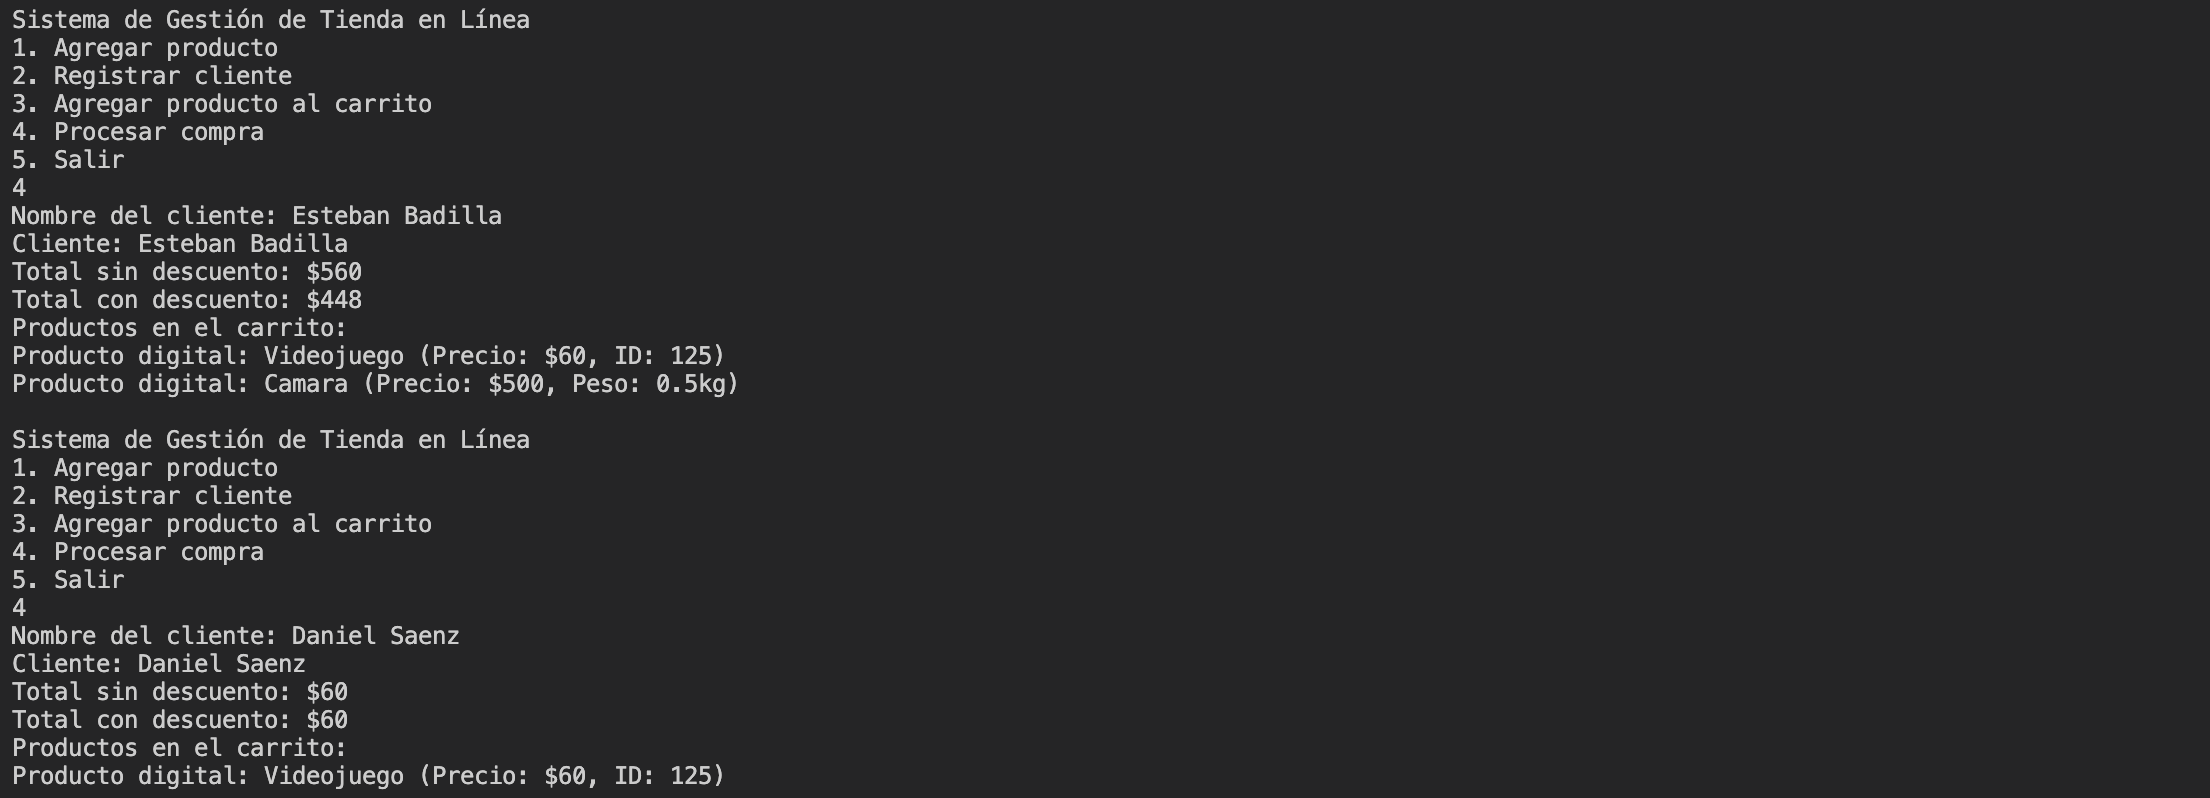 Sistema de Gestión de Tienda en Línea
1. Agregar producto
2. Registrar cliente
3. Agregar producto al carrito
4. Procesar compra
5. Salir
4
Nombre del cliente: Esteban Badilla
Cliente: Esteban Badilla
Total sin descuento: $560
Total con descuento: $448
Productos en el carrito:
Producto digital: Videojuego (Precio: $60, ID: 125)
Producto digital: Camara (Precio: $500, Peso: 0.5kg)

Sistema de Gestión de Tienda en Línea
1. Agregar producto
2. Registrar cliente
3. Agregar producto al carrito
4. Procesar compra
5. Salir
4
Nombre del cliente: Daniel Saenz
Cliente: Daniel Saenz
Total sin descuento: $60
Total con descuento: $60
Productos en el carrito:
Producto digital: Videojuego (Precio: $60, ID: 125)